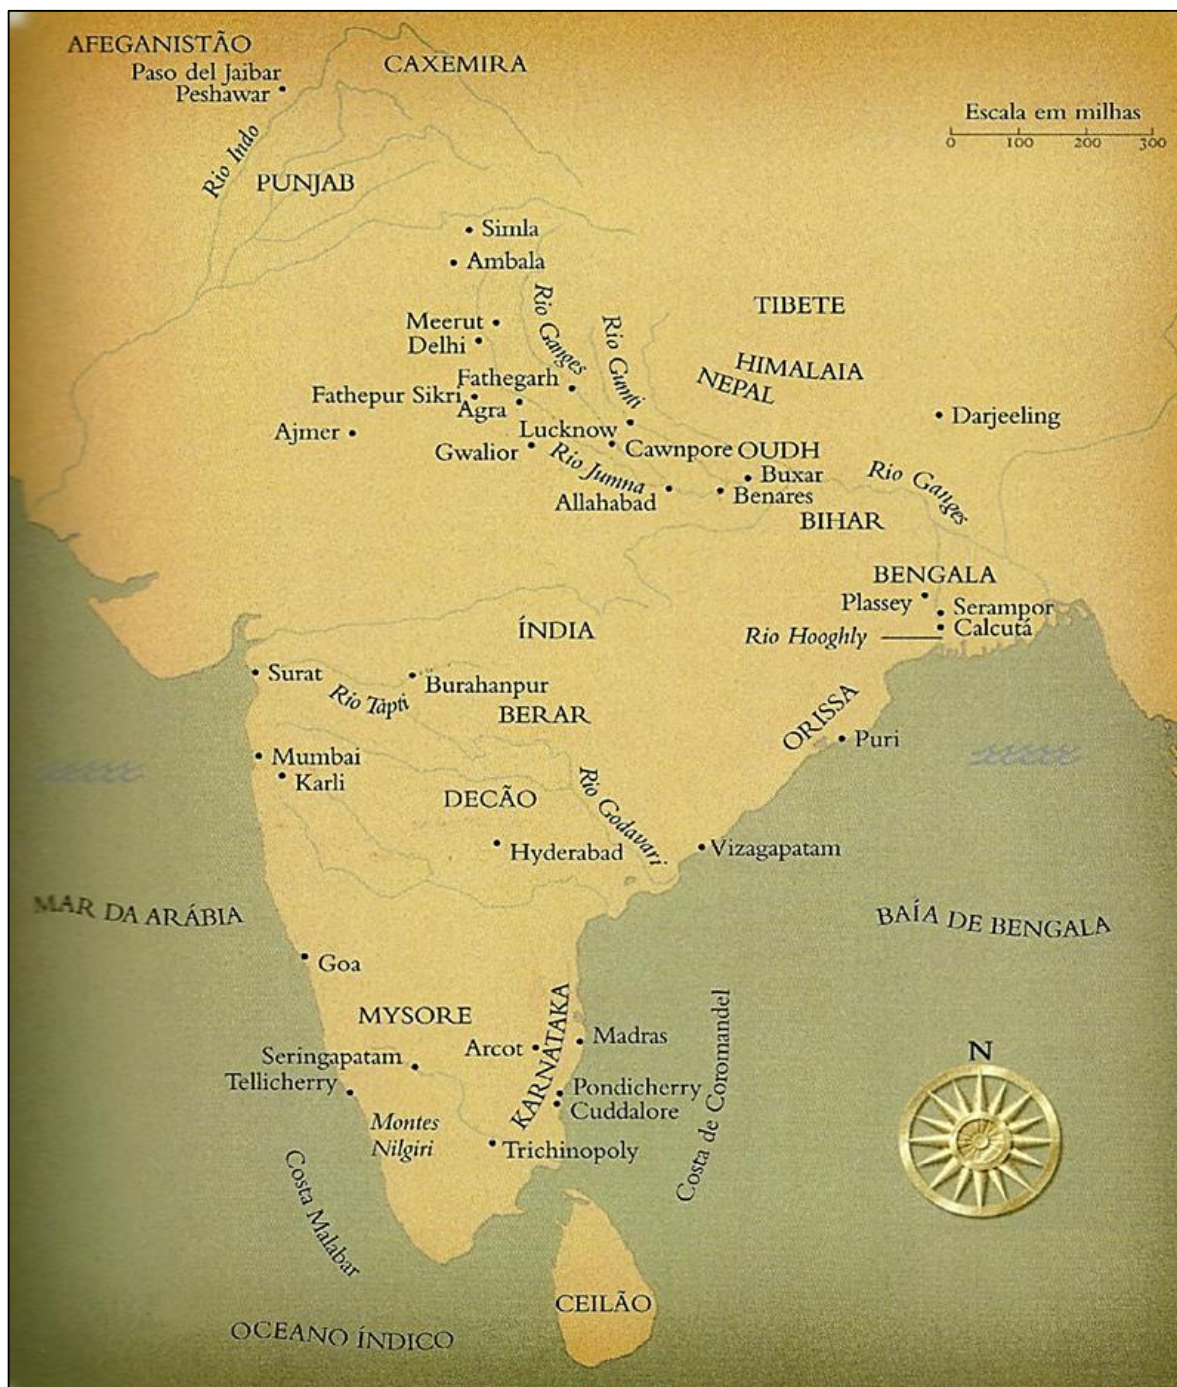 AFEGANISTÃO
Paso del Jaibar
Peshawar
CAXEMIRA
Escala em milhas
0 100 200 300
Rio Indo
PUNJAB
Simla
Ambala
Rio Ganges
Rio Gumti
TIBETE
Meerut
Delhi
HIMALAIA
NEPAL
Fathegarh
Fathepur Sikri
Agra
Darjeeling
Ajmer
Lucknow
Gwalior
Cawnpore
OUDH
Rio Jumna
Buxar
Rio Ganges
Allahabad
Benares
BIHAR
BENGALA
Plassey
Serampor
Calcutá
ÍNDIA
Rio Hooghly
Surat
Rio Tapti
Burahanpur
BERAR
ORISSA
Puri
Mumbai
Karli
DECÃO
Rio Godavari
Hyderabad
Vizagapatam
MAR DA ARÁBIA
BAÍA DE BENGALA
Goa
MYSORE
KARNATAKA
Madras
Arcot
Seringapatam
Tellicherry
Pondicherry
Cuddalore
Costa de Coromandel
N
Montes
Nilgiri
Trichinopoly
Costa Malabar
CEILÃO
OCEANO ÍNDICO